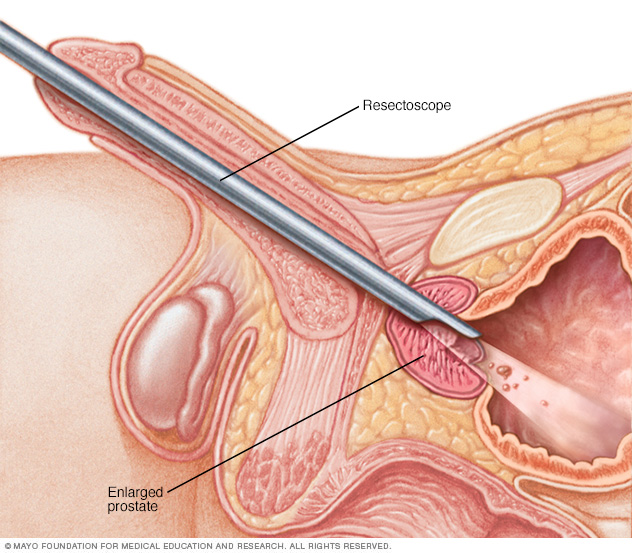 Resectoscope
Enlarged
prostate
© MAYO FOUNDATION FOR MEDICAL EDUCATION AND RESEARCH. ALL RIGHTS RESERVED.